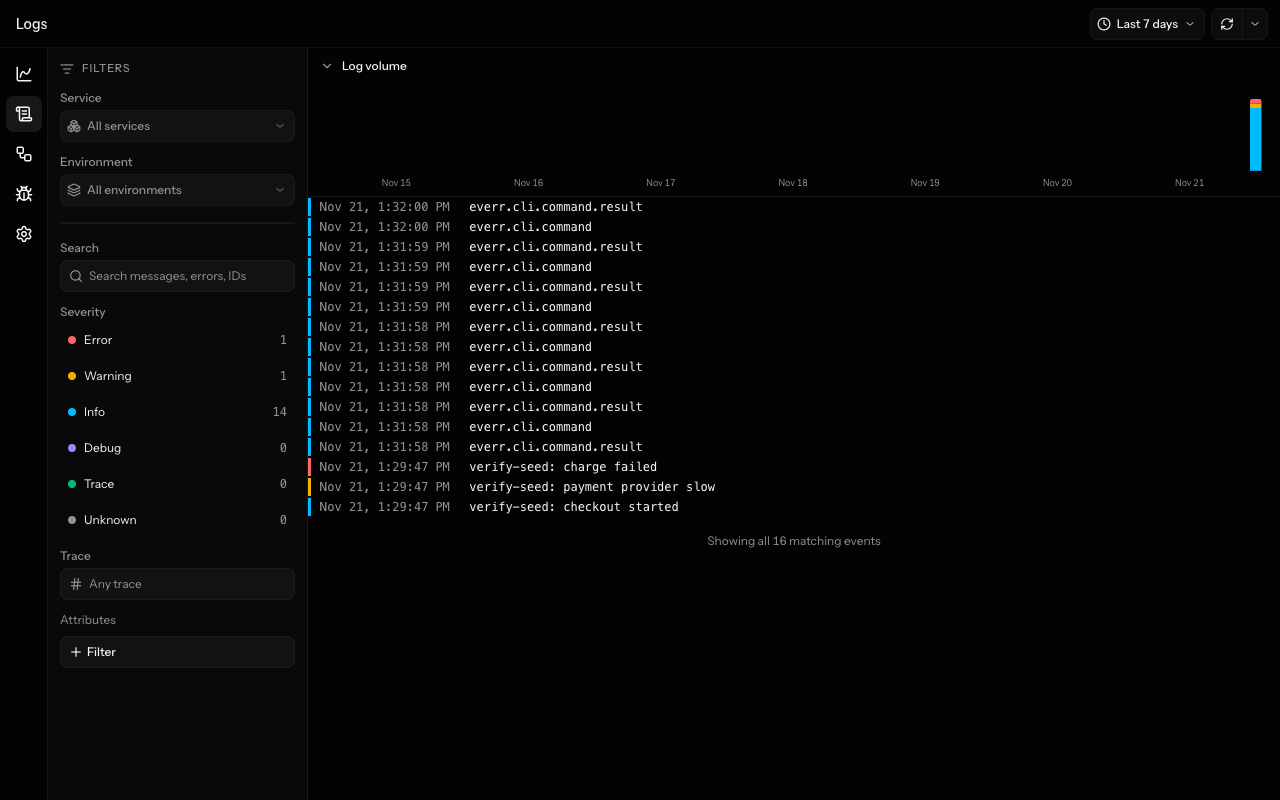 Logs
Last 7 days
FILTERS
Service
All services
Environment
All environments
Search
Search messages, errors, IDs
Severity
Error 1
Warning 1
Info 14
Debug 0
Trace 0
Unknown 0
Trace
Any trace
Attributes
Filter
Log volume
Nov 15 Nov 16 Nov 17 Nov 18 Nov 19 Nov 20 Nov 21
Nov 21, 1:32:00 PM everr.cli.command.result
Nov 21, 1:32:00 PM everr.cli.command
Nov 21, 1:31:59 PM everr.cli.command.result
Nov 21, 1:31:59 PM everr.cli.command
Nov 21, 1:31:59 PM everr.cli.command.result
Nov 21, 1:31:59 PM everr.cli.command
Nov 21, 1:31:58 PM everr.cli.command.result
Nov 21, 1:31:58 PM everr.cli.command
Nov 21, 1:31:58 PM everr.cli.command.result
Nov 21, 1:31:58 PM everr.cli.command
Nov 21, 1:31:58 PM everr.cli.command.result
Nov 21, 1:31:58 PM everr.cli.command
Nov 21, 1:31:58 PM everr.cli.command.result
Nov 21, 1:29:47 PM verify-seed: charge failed
Nov 21, 1:29:47 PM verify-seed: payment provider slow
Nov 21, 1:29:47 PM verify-seed: checkout started
Showing all 16 matching events